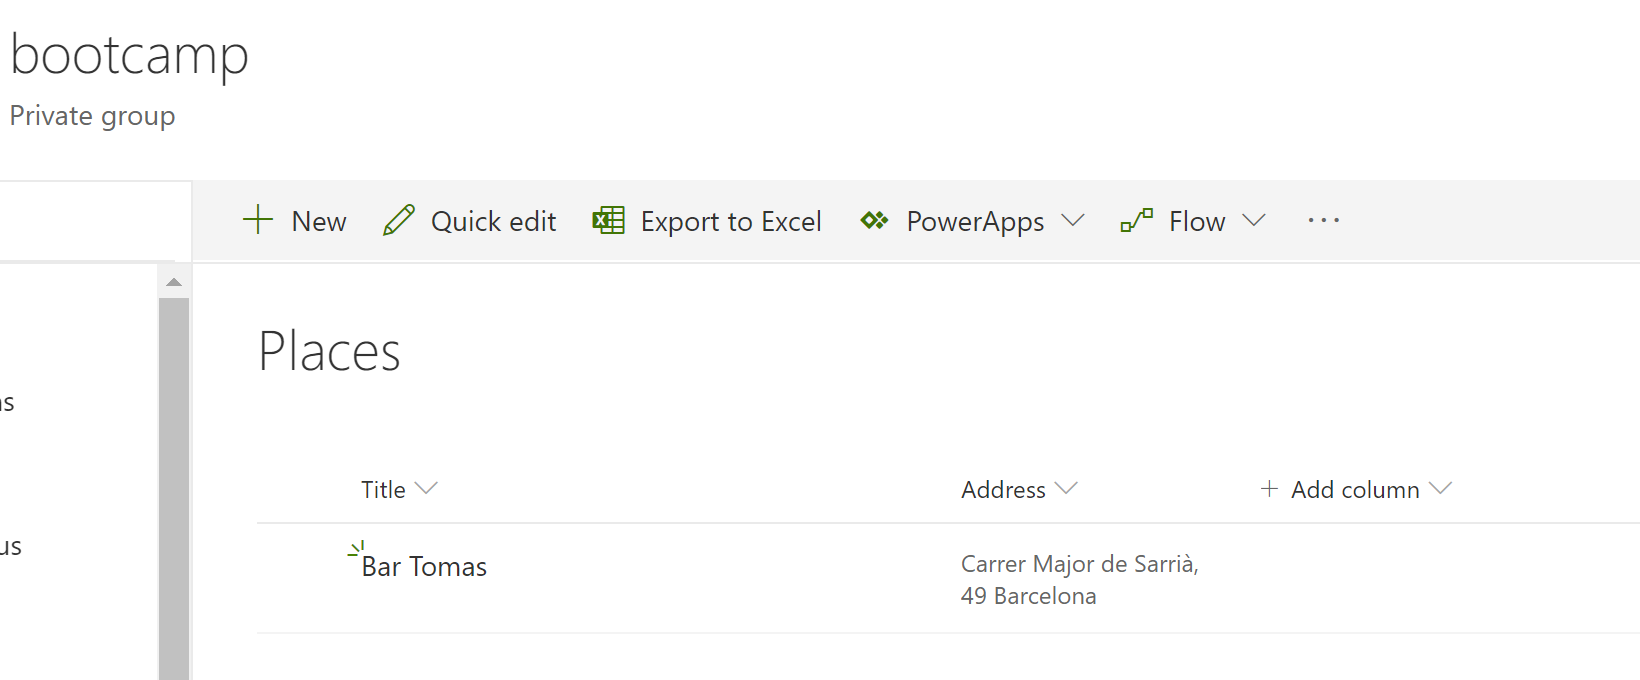 bootcamp
Private group
New Quick edit Export to Excel PowerApps Flow ...
Places
Title Address + Add column
Bar Tomas
Carrer Major de Sarrià,
49 Barcelona
us